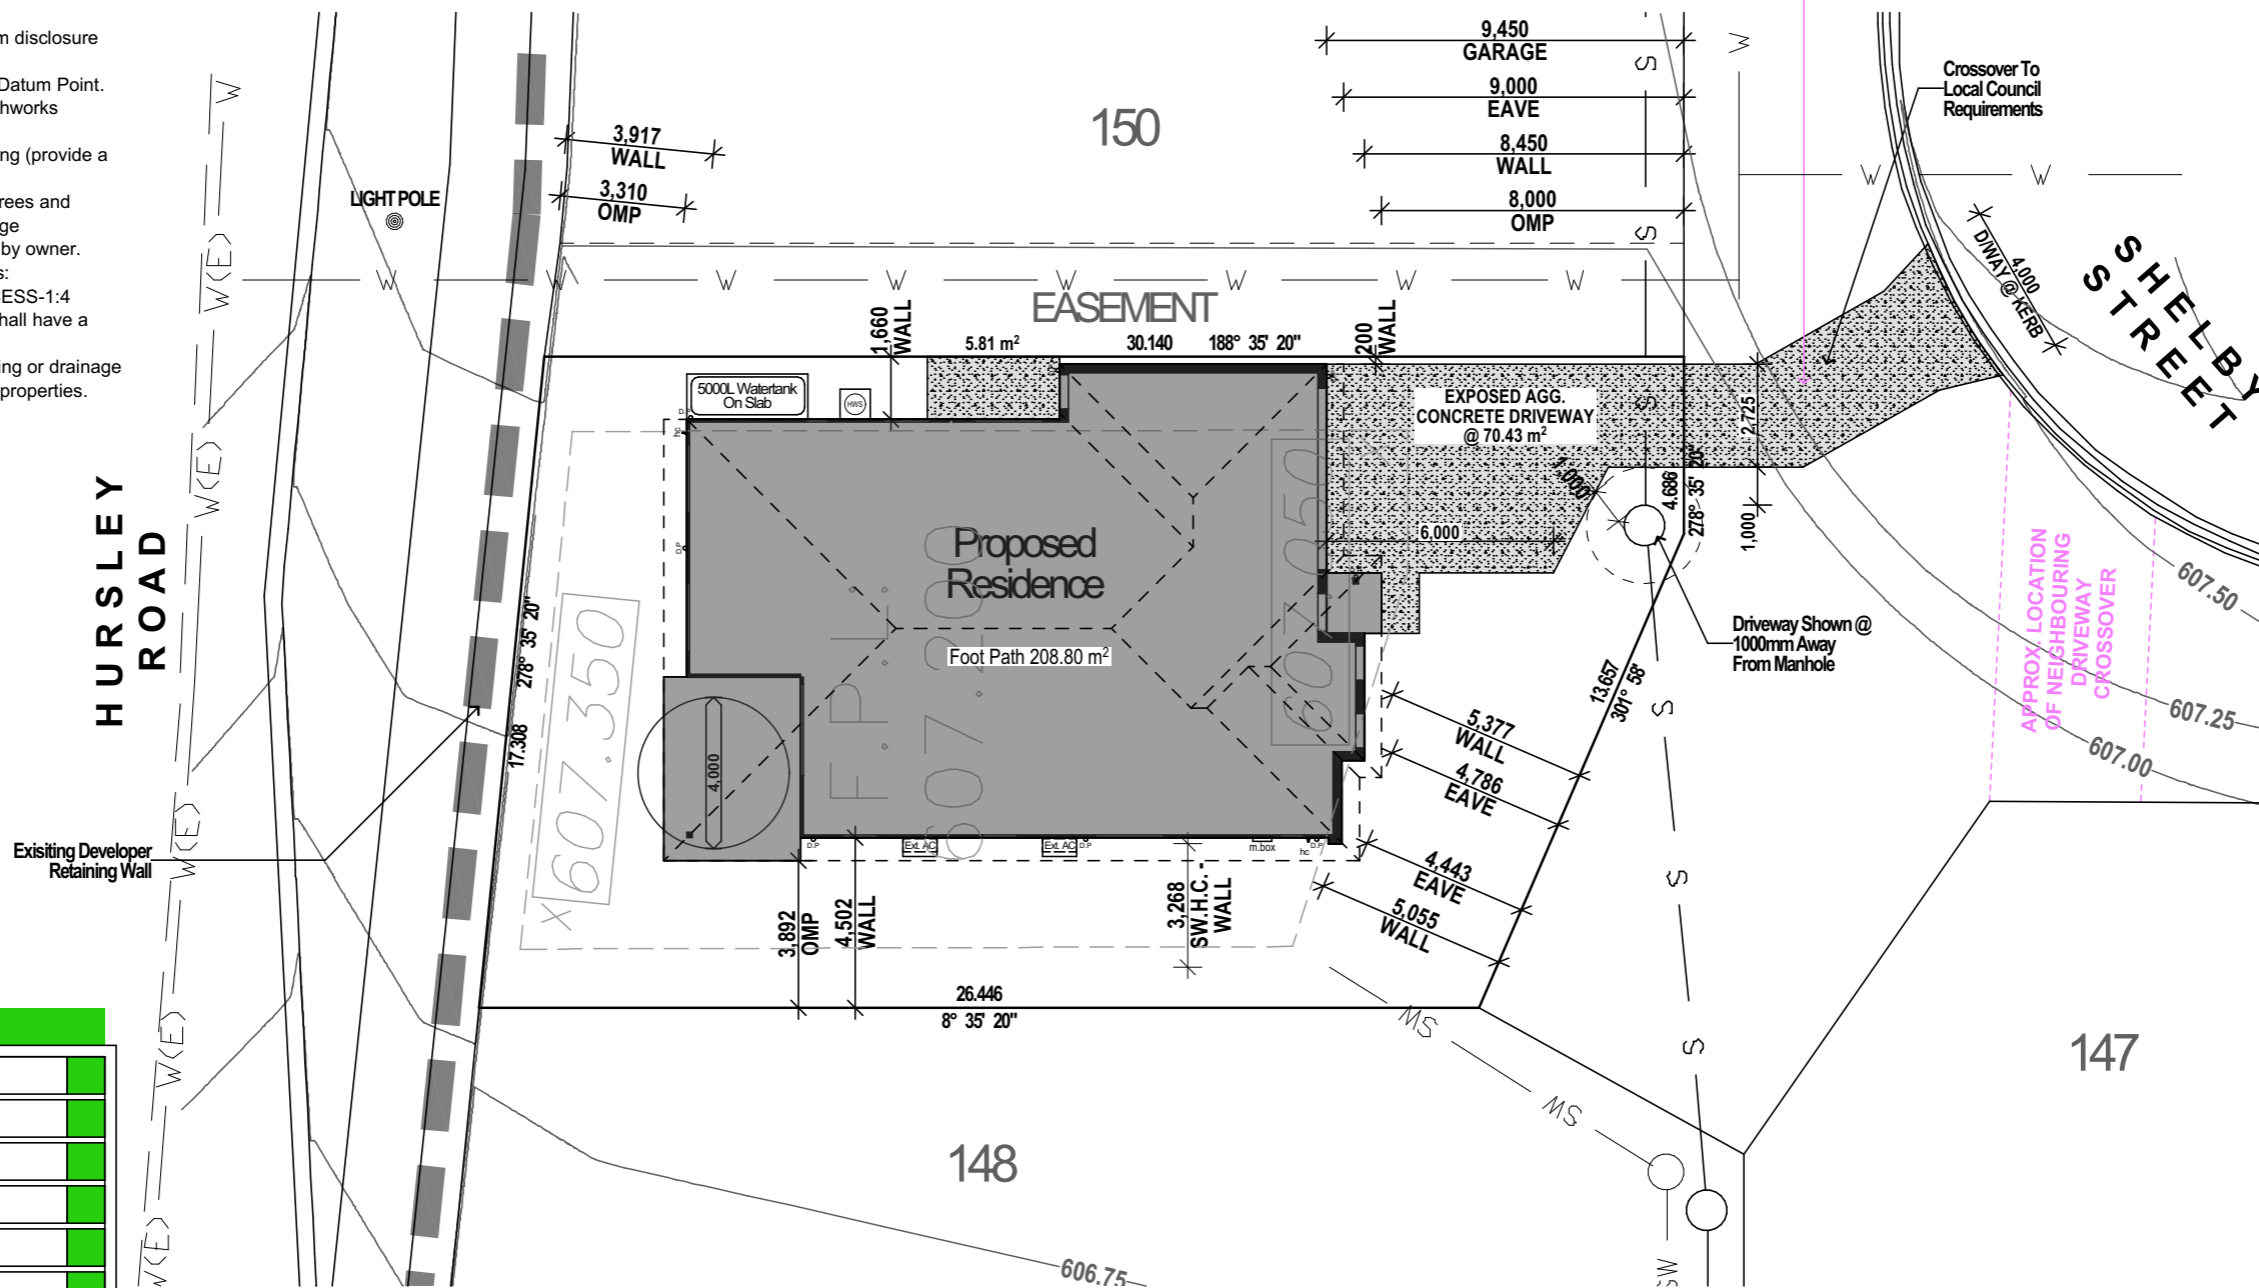 m disclosure
Datum Point.
hworks
ng (provide a
rees and
ge
by owner.
s:
ESS-1:4
hall have a
ing or drainage
properties.
W
W(E)
W(E)
W(E)
W(E)
W(E)
W(E)
W(E)
HURSLEY
ROAD
LIGHT POLE
3,917
WALL
3,310
OMP
150
9,450
GARAGE
9,000
EAVE
8,450
WALL
8,000
OMP
S
S
S
W
Crossover To
Local Council
Requirements
W
W
4,000
D/WAY @ KERB
SHELBY
STREET
W
W
W
W
W
W
W
W
EASEMENT
1,660
WALL
5.81 m²
30.140
188° 35' 20"
200
WALL
5000L Watertank
On Slab
HWS
D.P
hc
D.P
EXPOSED AGG.
CONCRETE DRIVEWAY
@ 70.43 m²
2,725
1,000
1,000
4.686
278° 35' 20"
6,000
607.050
Proposed
Residence
Foot Path 208.80 m²
F.P.L.
607.200
4,000
17.308
278° 35' 20"
X 607.350
Driveway Shown @
1000mm Away
From Manhole
APPROX. LOCATION
OF NEIGHBOURING
DRIVEWAY
CROSSOVER
607.50
607.25
607.00
13.657
301° 58'
5,377
WALL
4,786
EAVE
4,443
EAVE
5,055
WALL
S
S
S
Exisiting Developer
Retaining Wall
D.P
Ext. AC
Ext. AC
D.P
m.box
hc
D.P
3,892
OMP
4,502
WALL
3,268
SW.H.C. -
WALL
26.446
8° 35' 20"
SW
SW
SW
148
147
606.75